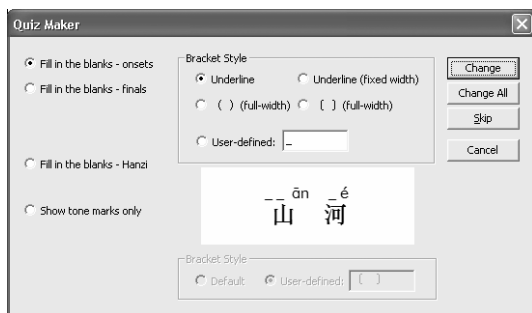 Quiz Maker
Fill in the blanks - onsets
Fill in the blanks - finals
Fill in the blanks - Hanzi
Show tone marks only
Bracket Style
Underline
Underline (fixed width)
( ) (full-width)
[ ] (full-width)
User-defined: _
_ _ ān _ é
山 河
Bracket Style
Default
User-defined: [ ]
Change
Change All
Skip
Cancel